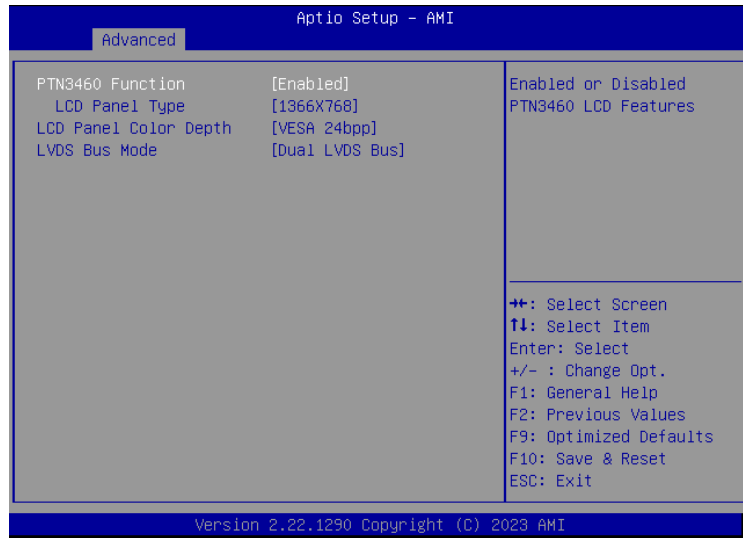 Aptio Setup – AMI
Advanced
PTN3460 Function [Enabled]
LCD Panel Type [1366X768]
LCD Panel Color Depth [VESA 24bpp]
LVDS Bus Mode [Dual LVDS Bus]
Enabled or Disabled
PTN3460 LCD Features
→←: Select Screen
↑↓: Select Item
Enter: Select
+/- : Change Opt.
F1: General Help
F2: Previous Values
F9: Optimized Defaults
F10: Save & Reset
ESC: Exit
Version 2.22.1290 Copyright (C) 2023 AMI